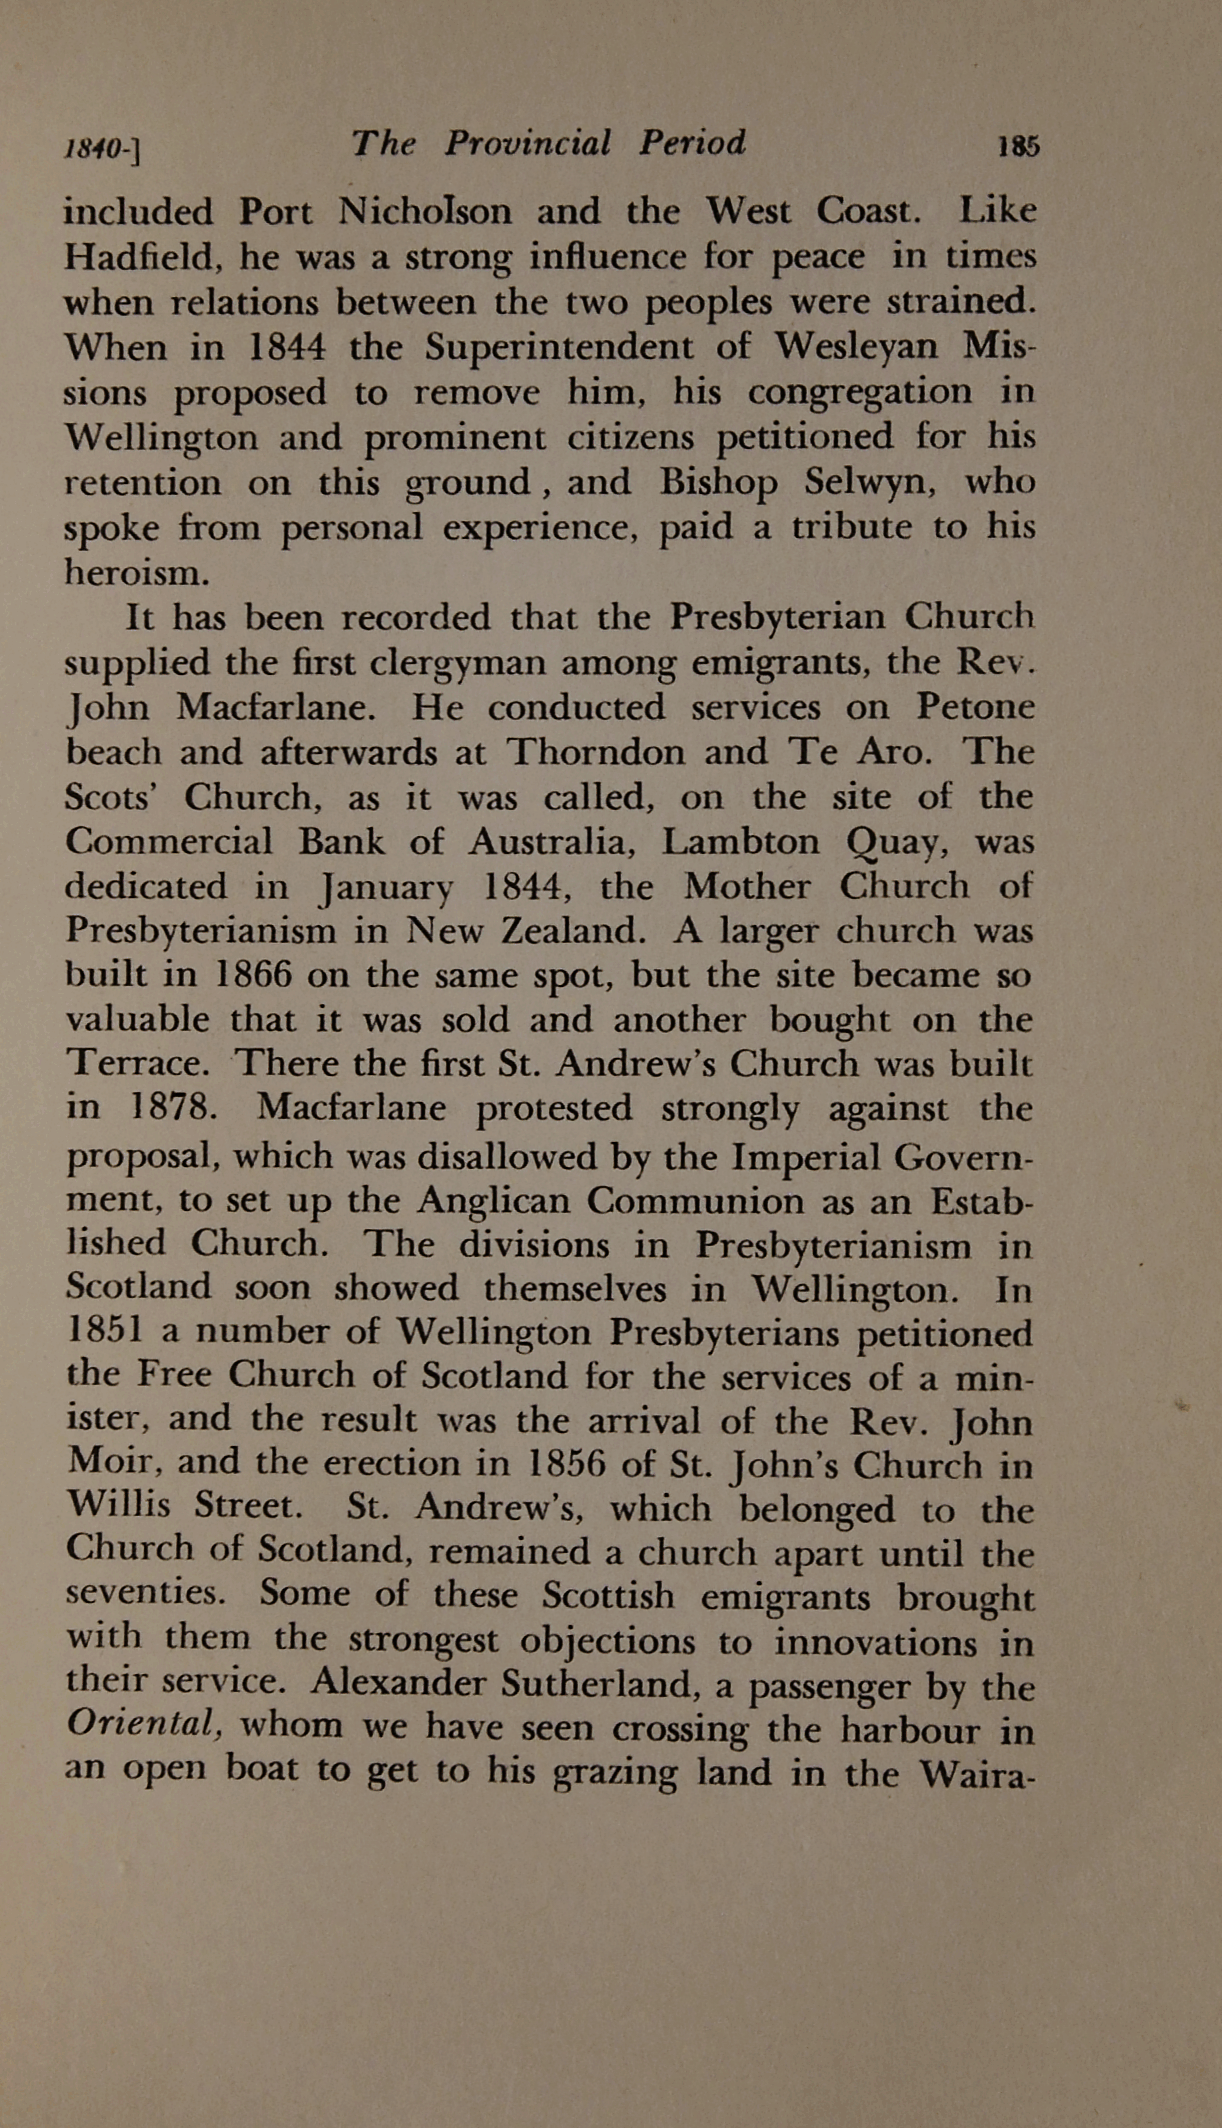 1840-] The Provincial Period 185
included Port Nicholson and the West Coast. Like
Hadfield, he was a strong influence for peace in times
when relations between the two peoples were strained.
When in 1844 the Superintendent of Wesleyan Mis-
sions proposed to remove him, his congregation in
Wellington and prominent citizens petitioned for his
retention on this ground , and Bishop Selwyn, who
spoke from personal experience, paid a tribute to his
heroism.
It has been recorded that the Presbyterian Church
supplied the first clergyman among emigrants, the Rev.
John Macfarlane. He conducted services on Petone
beach and afterwards at Thorndon and Te Aro. The
Scots' Church, as it was called, on the site of the
Commercial Bank of Australia, Lambton Quay, was
dedicated in January 1844, the Mother Church of
Presbyterianism in New Zealand. A larger church was
built in 1866 on the same spot, but the site became so
valuable that it was sold and another bought on the
Terrace. There the first St. Andrew's Church was built
in 1878. Macfarlane protested strongly against the
proposal, which was disallowed by the Imperial Govern-
ment, to set up the Anglican Communion as an Estab-
lished Church. The divisions in Presbyterianism in
Scotland soon showed themselves in Wellington. In
1851 a number of Wellington Presbyterians petitioned
the Free Church of Scotland for the services of a min-
ister, and the result was the arrival of the Rev. John
Moir, and the erection in 1856 of St. John's Church in
Willis Street. St. Andrew's, which belonged to the
Church of Scotland, remained a church apart until the
seventies. Some of these Scottish emigrants brought
with them the strongest objections to innovations in
their service. Alexander Sutherland, a passenger by the
Oriental, whom we have seen crossing the harbour in
an open boat to get to his grazing land in the Waira-